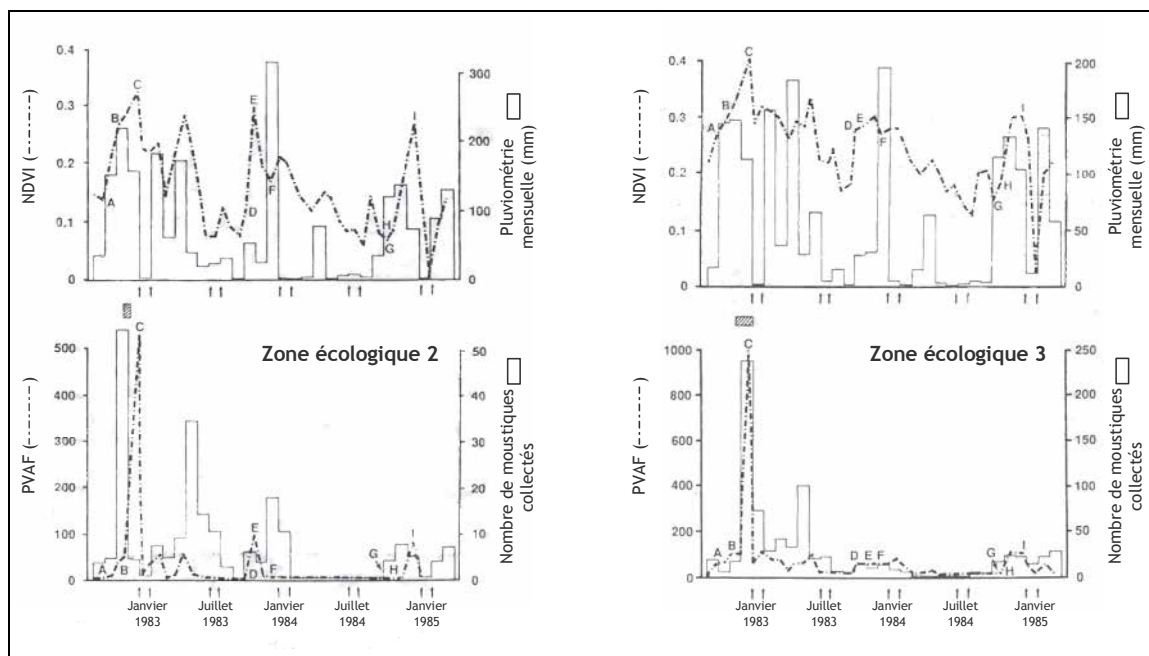 0.4
0.3
0.2
0.1
0
NDVI (------)
300
200
100
0
Pluviométrie
mensuelle (mm)
A
B
C
D
E
F
G
H
I
0.4
0.3
0.2
0.1
0
NDVI (------)
200
150
100
50
0
Pluviométrie
mensuelle (mm)
A
B
C
D
E
F
G
H
I
Zone écologique 2
500
400
300
200
100
0
PVAF (------)
50
40
30
20
10
0
Nombre de moustiques
collectés
A
B
C
D
E
F
G
H
I
Janvier
1983
Juillet
1983
Janvier
1984
Juillet
1984
Janvier
1985
Zone écologique 3
1000
800
600
400
200
0
PVAF (------)
250
200
150
100
50
0
Nombre de moustiques
collectés
A
B
C
D
E
F
G
H
I
Janvier
1983
Juillet
1983
Janvier
1984
Juillet
1984
Janvier
1985